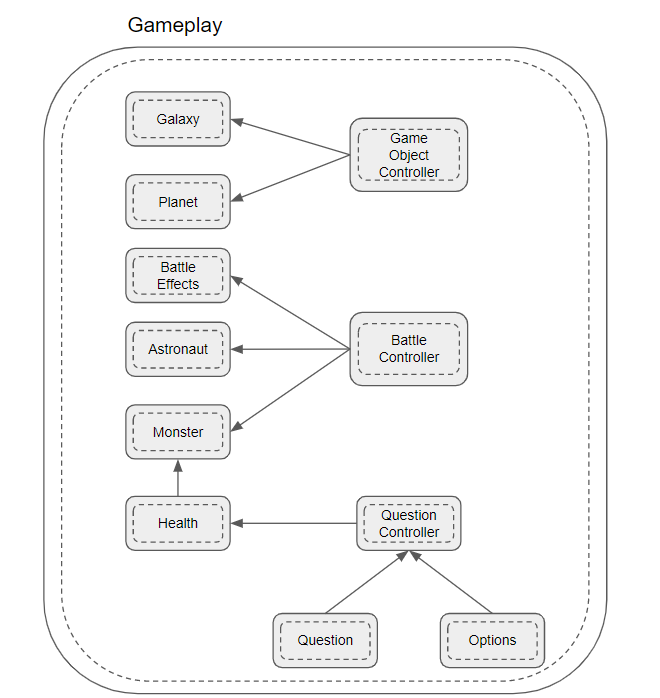 Gameplay
Galaxy
Game
Object
Controller
Planet
Battle
Effects
Astronaut
Battle
Controller
Monster
Health
Question
Controller
Question
Options